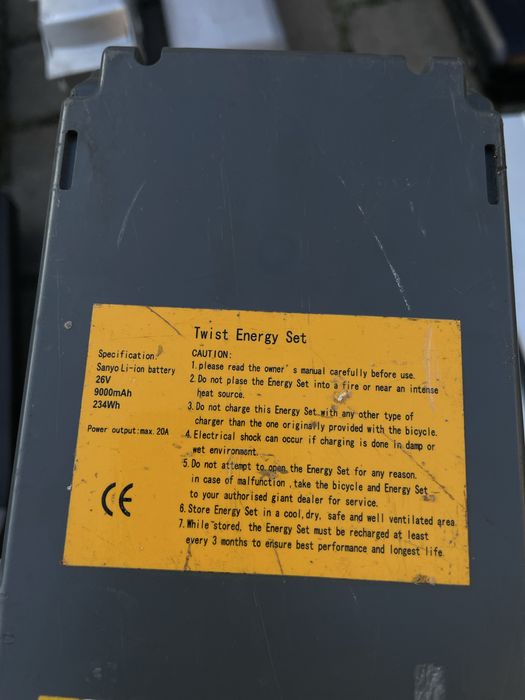 Twist Energy Set
Specification:
Sanyo Li-ion battery
26V
9000mAh
234Wh
Power output:max.20A
CE
CAUTION:
1.please read the owner's manual carefully before use.
2.Do not plase the Energy Set into a fire or near an intense
heat source.
3.Do not charge this Energy Set with any other type of
charger than the one originally provided with the bicycle.
4.Electrical shock can occur if charging is done in damp or
wet environment.
5.Do not attempt to open the Energy Set for any reason.
in case of malfunction,take the bicycle and Energy Set
to your authorised giant dealer for service.
6.Store Energy Set in a cool,dry, safe and well ventilated area.
7.While stored, the Energy Set must be recharged at least
every 3 months to ensure best performance and longest life.